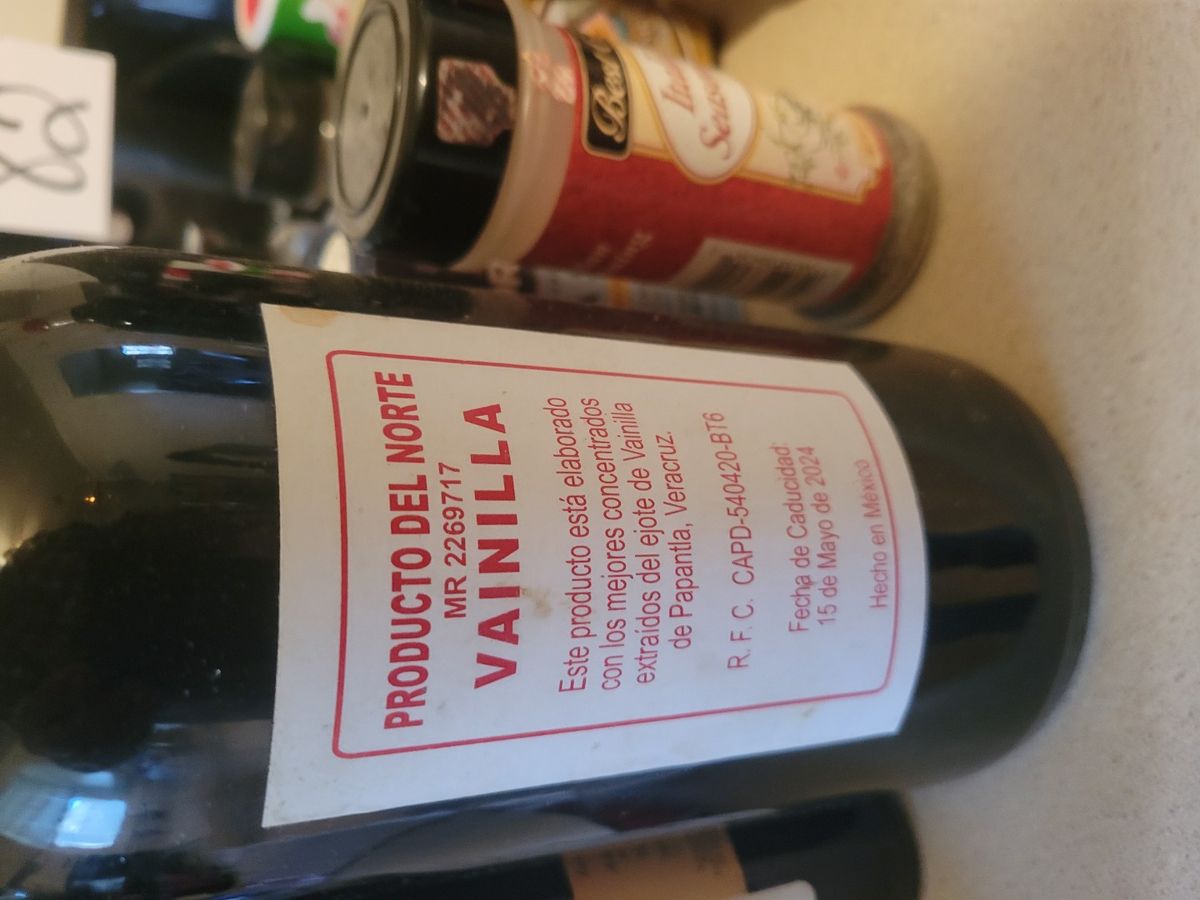 PRODUCTO DEL NORTE
MR 2269717
VAINILLA
Este producto está elaborado
con los mejores concentrados
extraídos del ejote de Vainilla
de Papantla, Veracruz.
R. F. C. CAPD-540420-BT6
Fecha de Caducidad:
15 de Mayo de 2024
Hecho en México